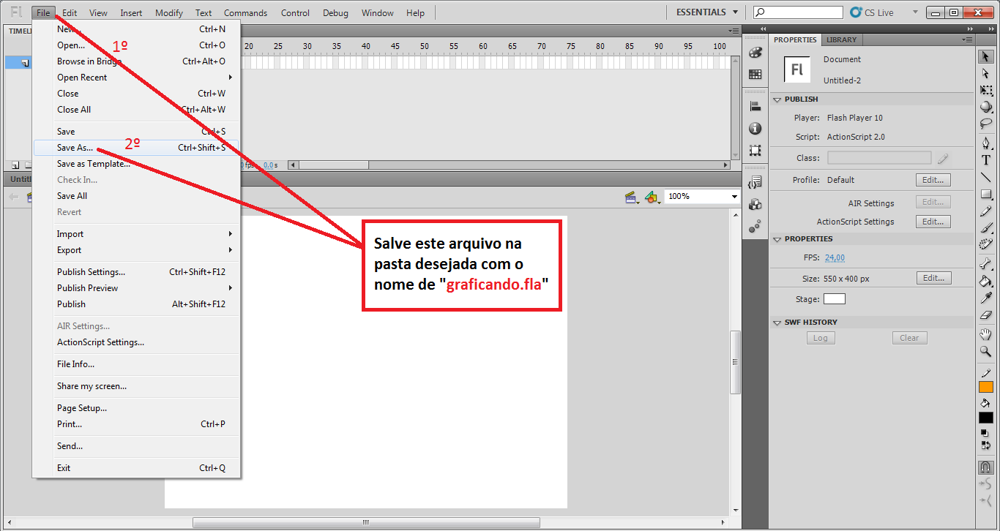 Fl File Edit View Insert Modify Text Commands Control Debug Window Help ESSENTIALS CS Live
TIMELI
20 25 30 35 40 45 50 55 60 65 70 75 80 85 90 95 100
New... Ctrl+N
Open... Ctrl+O
1º
Browse in Bridge Ctrl+Alt+O
Open Recent
Close Ctrl+W
Close All Ctrl+Alt+W
Save Ctrl+S
2º
Save As... Ctrl+Shift+S
Save as Template...
Check In...
Save All
Revert
Import
Export
Publish Settings... Ctrl+Shift+F12
Publish Preview
Publish Alt+Shift+F12
AIR Settings...
ActionScript Settings...
File Info...
Share my screen...
Page Setup...
Print... Ctrl+P
Send...
Exit Ctrl+Q
fps 0,0 s
Untitl
100%
Salve este arquivo na
pasta desejada com o
nome de "graficando.fla"
PROPERTIES LIBRARY
Fl
Document
Untitled-2
PUBLISH
Player: Flash Player 10
Script: ActionScript 2.0
Class:
Profile: Default Edit...
AIR Settings Edit...
ActionScript Settings Edit...
PROPERTIES
FPS: 24,00
Size: 550 x 400 px Edit...
Stage:
SWF HISTORY
Log Clear
T